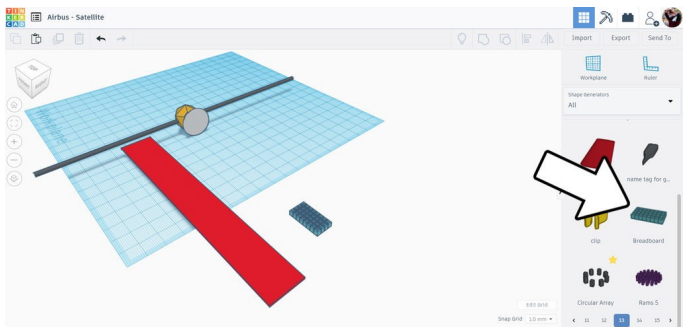 TIN
KER
CAD
Airbus - Satellite
Import
Export
Send To
TOP
Workplane
Ruler
Shape Generators
All
name tag for g...
clip
Breadboard
Circular Array
Rams 5
Edit Grid
Snap Grid 1.0 mm
11 12 13 14 15